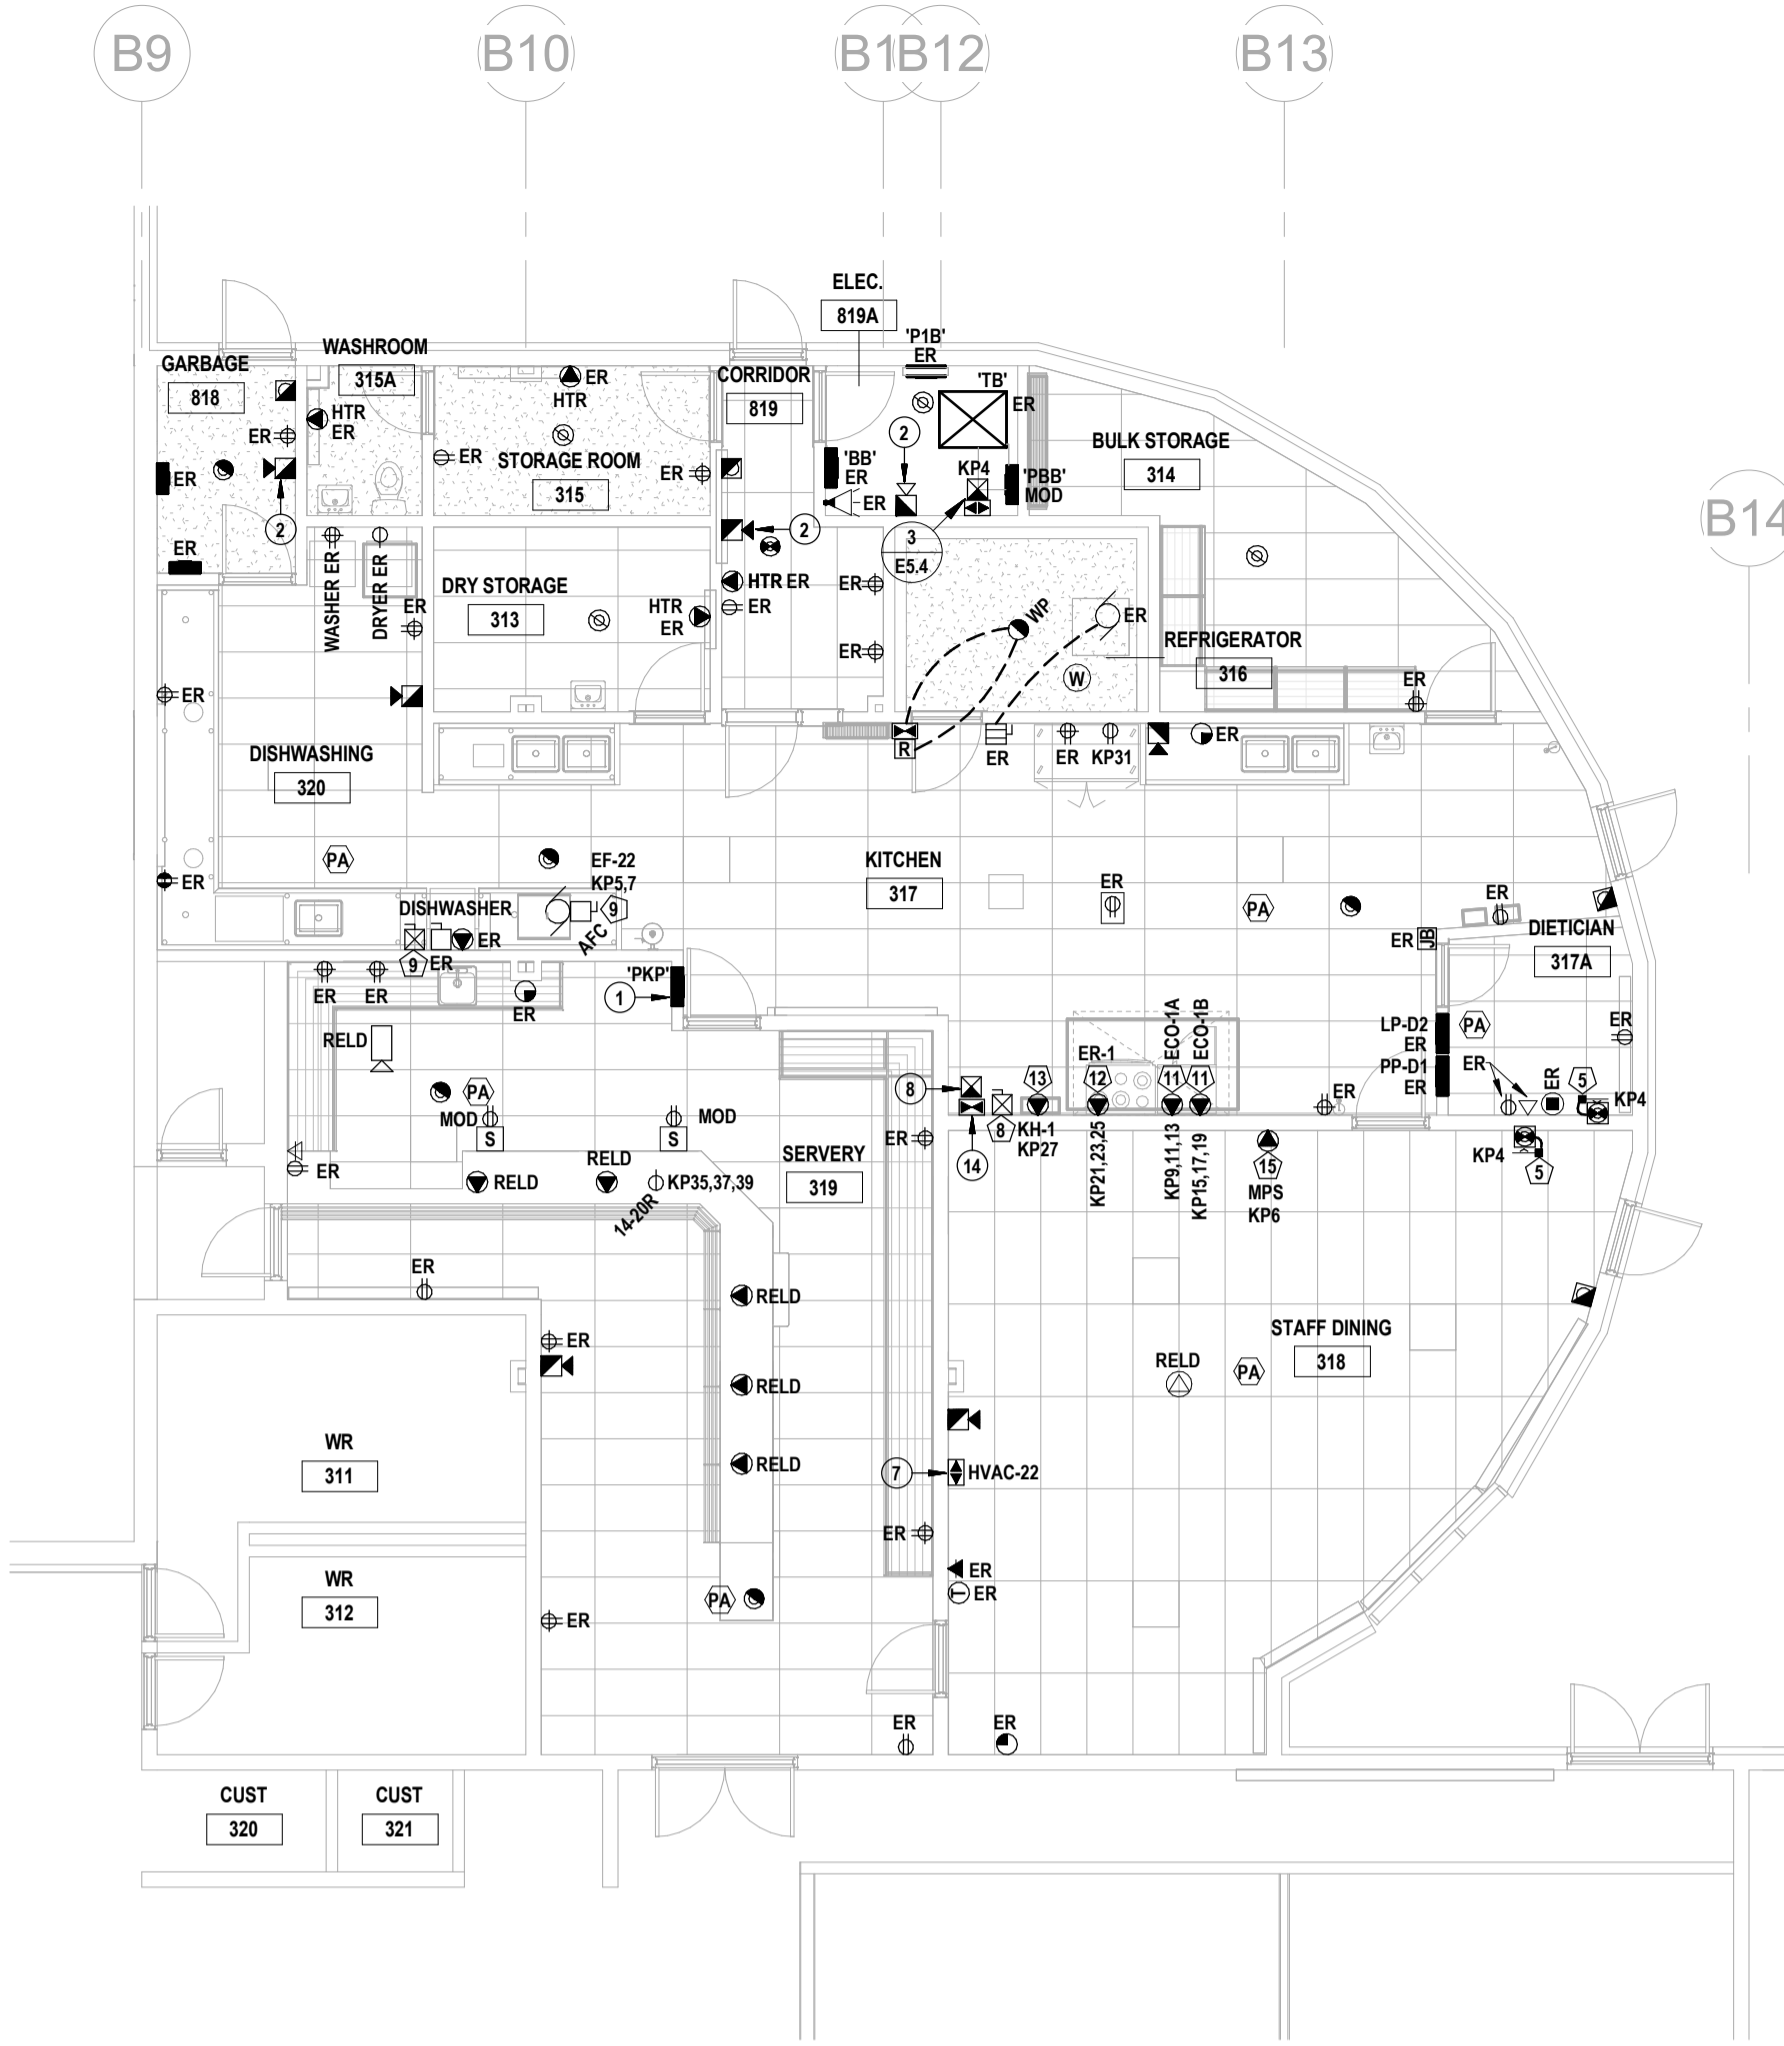 B9
B10
B1
B12
B13
B14
ELEC.
819A
'P1B'
ER
WASHROOM
315A
GARBAGE
818
CORRIDOR
819
'TB'
ER
ER
HTR
HTR
ER
ER
ER
STORAGE ROOM
315
ER
2
BULK STORAGE
314
'BB'
ER
ER
KP4
'PBB'
MOD
ER
2
2
3
E5.4
ER
WASHER ER
DRYER ER
ER
DRY STORAGE
313
HTR
ER
HTR ER
ER
ER
ER
WP
ER
REFRIGERATOR
316
W
ER
ER
R
ER
ER
KP31
ER
DISHWASHING
320
PA
EF-22
KP5,7
9
AFC
KITCHEN
317
ER
PA
ER
ER
DISHWASHER
ER
9
ER
ER
JB
DIETICIAN
317A
'PKP'
1
ER
ER
ER
RELD
PA
MOD
S
MOD
S
LP-D2
ER
PP-D1
ER
PA
ER
ER
ER
5
KP4
ER-1
ECO-1A
ECO-1B
8
13
12
11
11
ER
8
KH-1
KP27
14
KP21,23,25
KP9,11,13
KP15,17,19
15
MPS
KP6
KP4
5
ER
SERVERY
319
ER
RELD
RELD
KP35,37,39
14-20R
ER
RELD
ER
RELD
RELD
STAFF DINING
318
RELD
PA
7
HVAC-22
WR
311
ER
ER
ER
WR
312
PA
ER
ER
ER
CUST
320
CUST
321